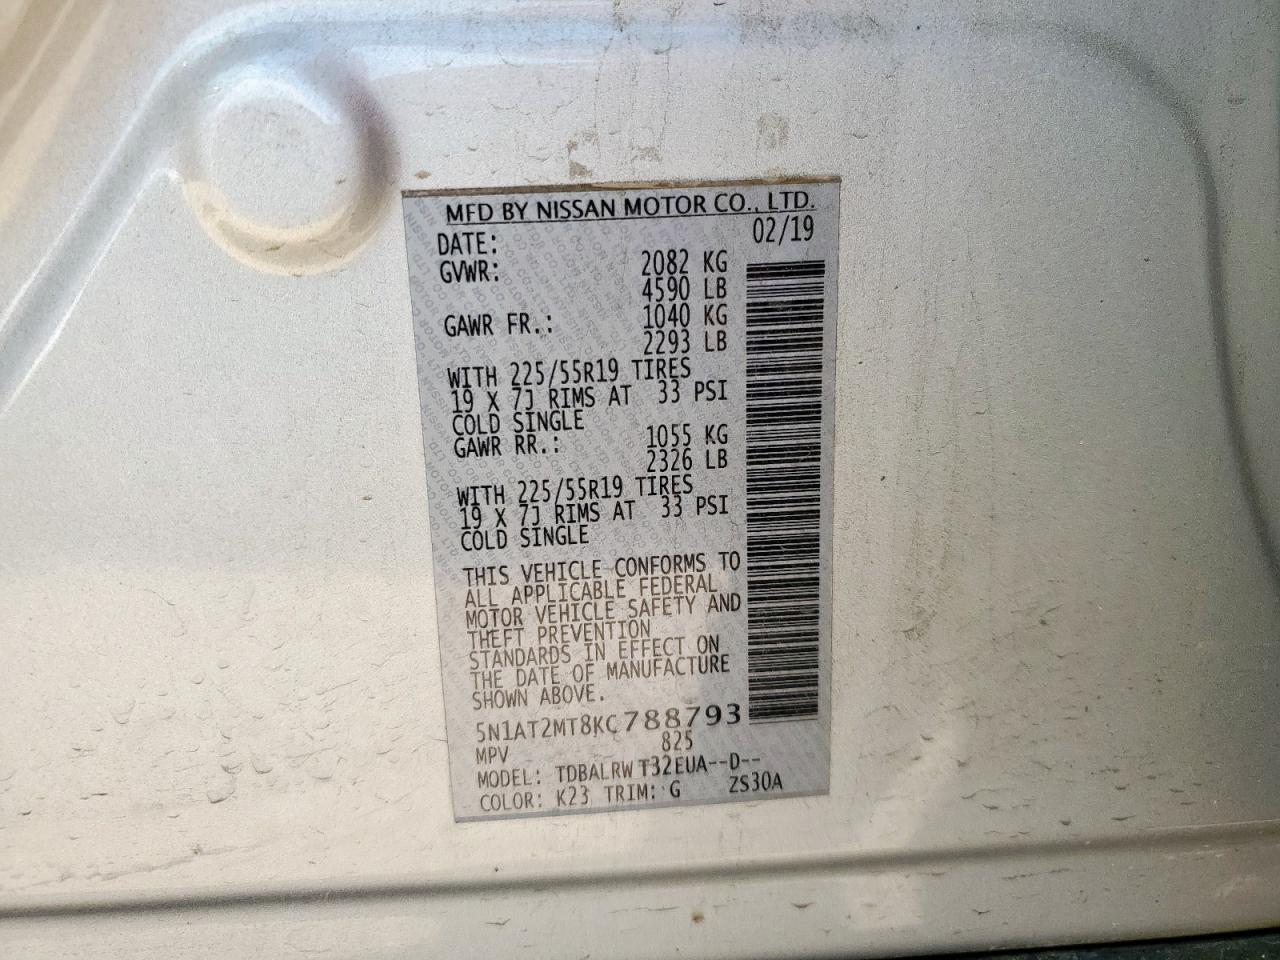 MFD BY NISSAN MOTOR CO., LTD.
DATE: 02/19
GVWR: 2082 KG
4590 LB
GAWR FR.: 1040 KG
2293 LB
WITH 225/55R19 TIRES
19 X 7J RIMS AT 33 PSI
COLD SINGLE
GAWR RR.: 1055 KG
2326 LB
WITH 225/55R19 TIRES
19 X 7J RIMS AT 33 PSI
COLD SINGLE
THIS VEHICLE CONFORMS TO
ALL APPLICABLE FEDERAL
MOTOR VEHICLE SAFETY AND
THEFT PREVENTION
STANDARDS IN EFFECT ON
THE DATE OF MANUFACTURE
SHOWN ABOVE.
5N1AT2MT8KC788793
MPV 825
MODEL: TDBALRW T32EUA--D--
COLOR: K23 TRIM: G ZS30A